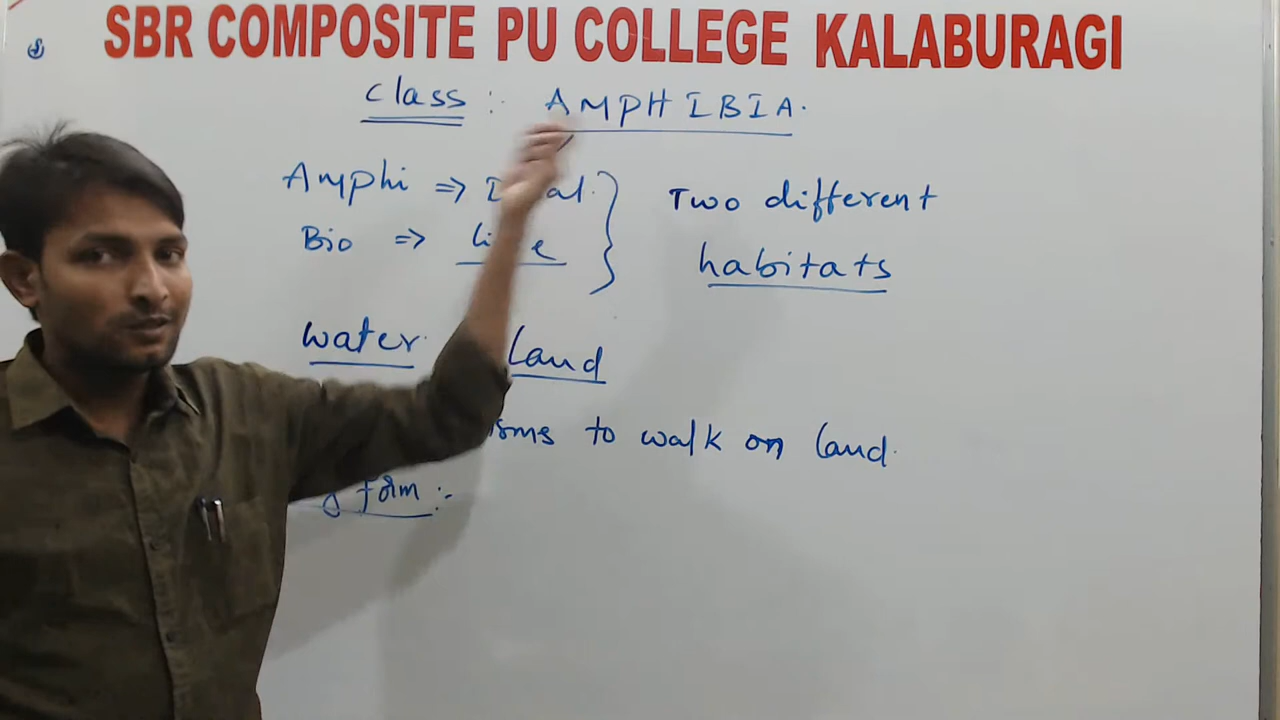 SBR COMPOSITE PU COLLEGE KALABURAGI
Class : AMPHIBIA.
Amphi ⇒
Bio ⇒
Two different
habitats
water land
to walk on land.
form :-